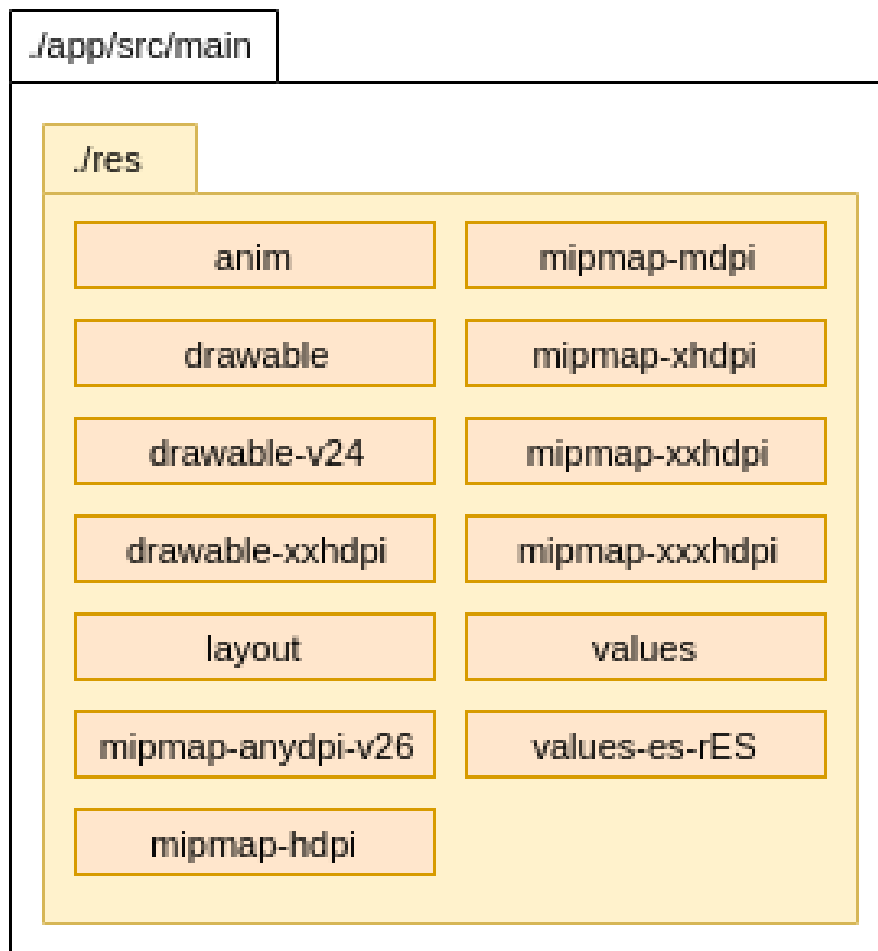 ./app/src/main
./res
anim
drawable
drawable-v24
drawable-xxhdpi
layout
mipmap-anydpi-v26
mipmap-hdpi
mipmap-mdpi
mipmap-xhdpi
mipmap-xxhdpi
mipmap-xxxhdpi
values
values-es-rES